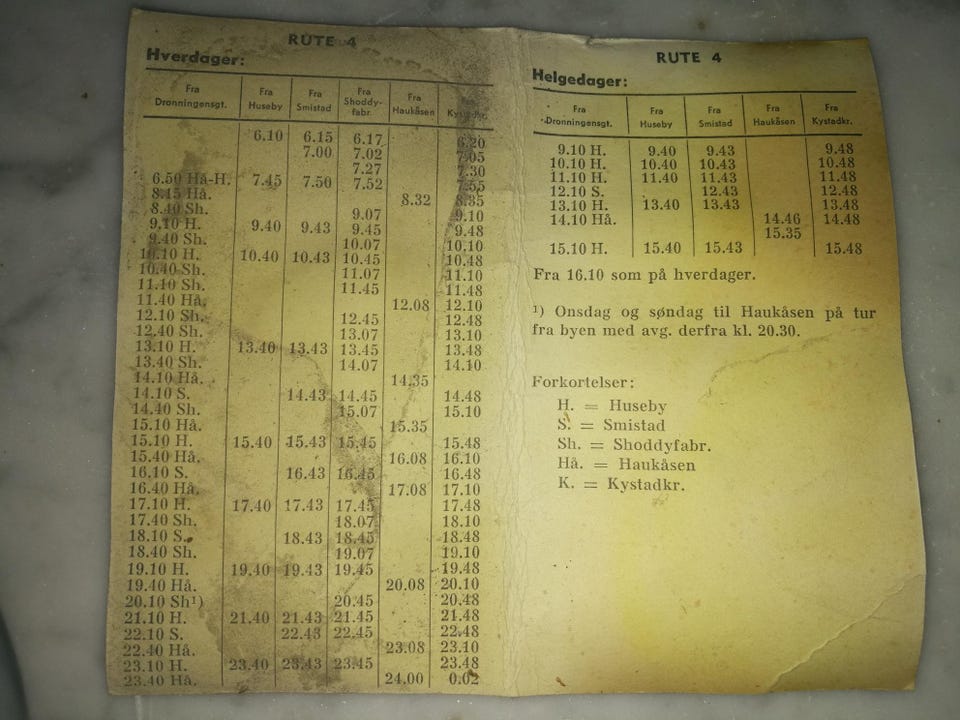 RUTE 4
Hverdager:
Fra Dronningensgt. Fra Huseby Fra Smistad Fra Shoddy-fabr. Fra Haukåsen Fra Kystadkr.
6.10 6.15 6.17 6.20
7.00 7.02 7.05
7.27 7.30
6.50 Hå-H. 7.45 7.50 7.52 7.55
8.15 Hå. 8.32 8.35
8.40 Sh. 9.07 9.10
9.10 H. 9.40 9.43 9.45 9.48
9.40 Sh. 10.07 10.10
10.10 H. 10.40 10.43 10.45 10.48
10.40 Sh. 11.07 11.10
11.10 Sh. 11.45 11.48
11.40 Hå. 12.08 12.10
12.10 Sh. 12.45 12.48
12.40 Sh. 13.07 13.10
13.10 H. 13.40 13.43 13.45 13.48
13.40 Sh. 14.07 14.10
14.10 Hå. 14.35
14.10 S. 14.43 14.45 14.48
14.40 Sh. 15.07 15.10
15.10 Hå. 15.35
15.10 H. 15.40 15.43 15.45 15.48
15.40 Hå. 16.08 16.10
16.10 S. 16.43 16.45 16.48
16.40 Hå. 17.08 17.10
17.10 H. 17.40 17.43 17.45 17.48
17.40 Sh. 18.07 18.10
18.10 S. 18.43 18.45 18.48
18.40 Sh. 19.07 19.10
19.10 H. 19.40 19.43 19.45 19.48
19.40 Hå. 20.08 20.10
20.10 Sh¹) 20.45 20.48
21.10 H. 21.40 21.43 21.45 21.48
22.10 S. 22.43 22.45 22.48
22.40 Hå. 23.08 23.10
23.10 H. 23.40 23.43 23.45 23.48
23.40 Hå. 24.00 0.02
RUTE 4
Helgedager:
Fra Dronningensgt. Fra Huseby Fra Smistad Fra Haukåsen Fra Kystadkr.
9.10 H. 9.40 9.43 9.48
10.10 H. 10.40 10.43 10.48
11.10 H. 11.40 11.43 11.48
12.10 S. 12.43 12.48
13.10 H. 13.40 13.43 13.48
14.10 Hå. 14.46 14.48
15.35
15.10 H. 15.40 15.43 15.48
Fra 16.10 som på hverdager.
¹) Onsdag og søndag til Haukåsen på tur
fra byen med avg. derfra kl. 20.30.
Forkortelser:
H. = Huseby
S. = Smistad
Sh. = Shoddyfabr.
Hå. = Haukåsen
K. = Kystadkr.